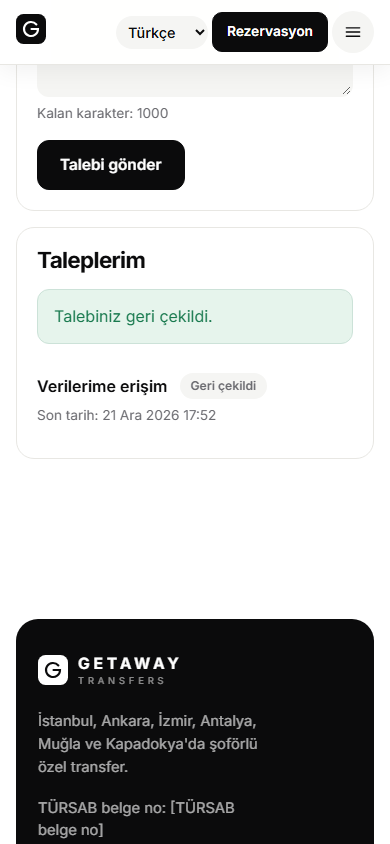 Türkçe
Rezervasyon
Kalan karakter: 1000
Talebi gönder
Taleplerim
Talebiniz geri çekildi.
Verilerime erişim Geri çekildi
Son tarih: 21 Ara 2026 17:52
G GETAWAY
TRANSFERS
İstanbul, Ankara, İzmir, Antalya,
Muğla ve Kapadokya'da şoförlü
özel transfer.
TÜRSAB belge no: [TÜRSAB
belge no]